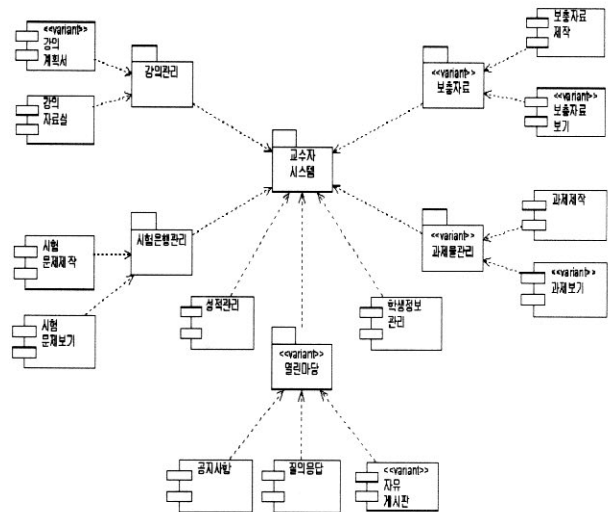 <<variant>>
강의
계획서
강의
자료실
강의관리
보충자료
제작
<<variant>>
보충자료
<<variant>>
보충자료
보기
교수자
시스템
시험
문제제작
시험은행관리
시험
문제보기
성적관리
학생정보
관리
<<variant>>
과제물관리
과제제작
<<variant>>
과제보기
<<variant>>
열린마당
공지사항
질의응답
<<variant>>
자유
게시판